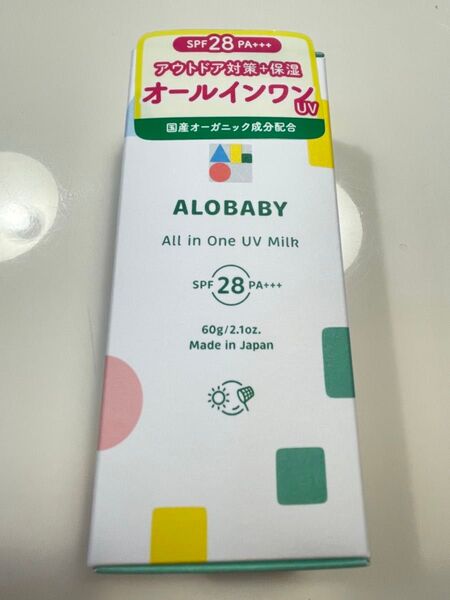 SPF28 PA+++
アウトドア対策+保湿
オールインワンUV
国産オーガニック成分配合
ALOBABY
All in One UV Milk
SPF 28 PA+++
60g/2.1oz.
Made in Japan